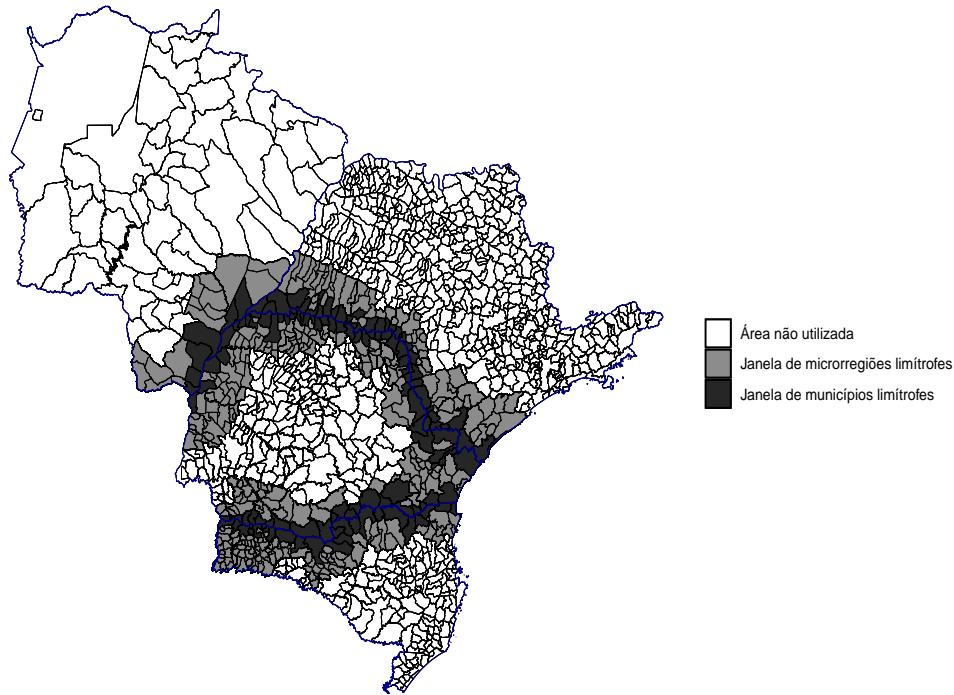 Área não utilizada
Janela de microrregiões limítrofes
Janela de municípios limítrofes